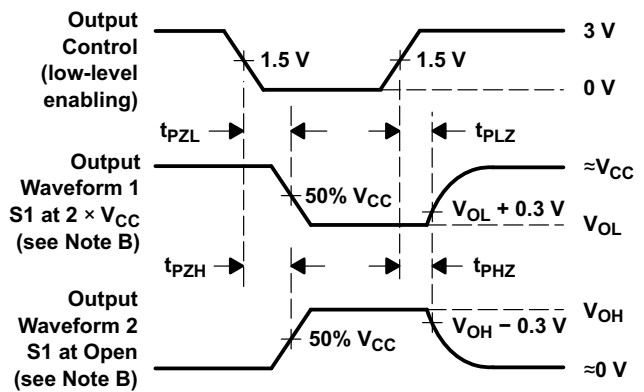 Output
Control
(low-level
enabling)
1.5 V
1.5 V
3 V
0 V
tPZL
tPLZ
Output
Waveform 1
S1 at 2 × VCC
(see Note B)
50% VCC
≈VCC
VOL + 0.3 V
VOL
tPZH
tPHZ
Output
Waveform 2
S1 at Open
(see Note B)
50% VCC
VOH
VOH − 0.3 V
≈0 V